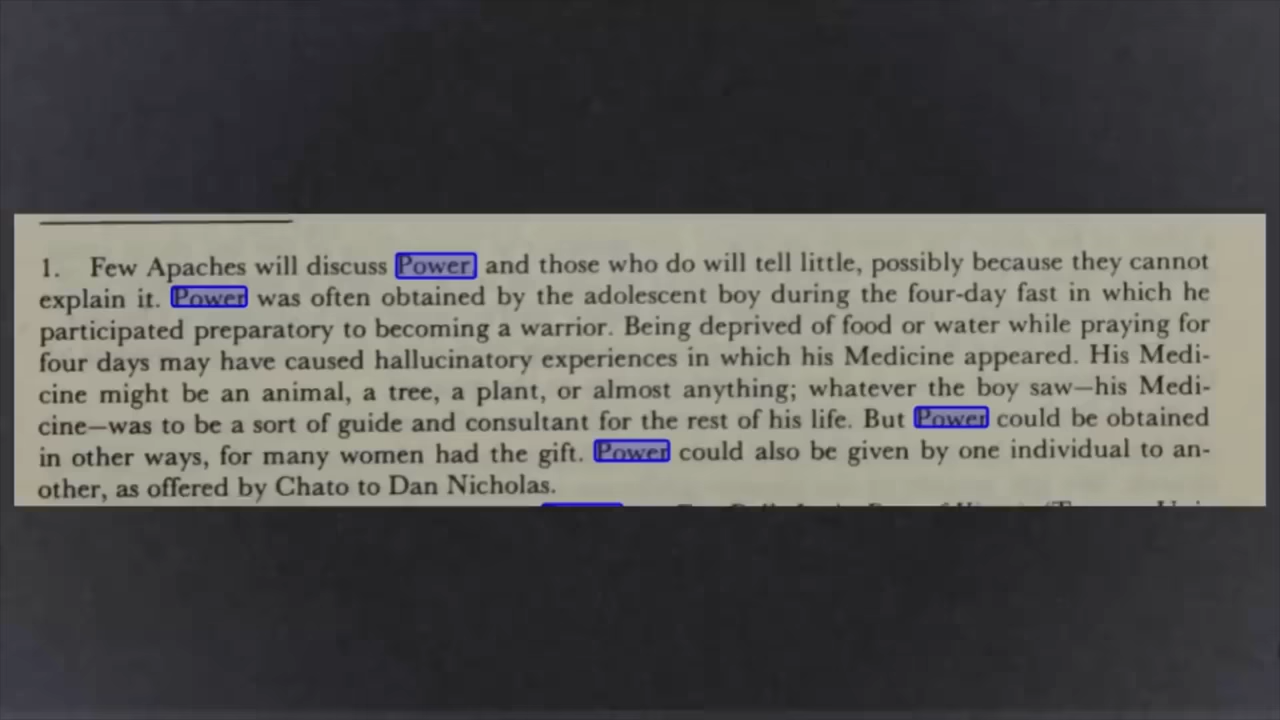 1. Few Apaches will discuss Power and those who do will tell little, possibly because they cannot
explain it. Power was often obtained by the adolescent boy during the four-day fast in which he
participated preparatory to becoming a warrior. Being deprived of food or water while praying for
four days may have caused hallucinatory experiences in which his Medicine appeared. His Medi-
cine might be an animal, a tree, a plant, or almost anything; whatever the boy saw—his Medi-
cine—was to be a sort of guide and consultant for the rest of his life. But Power could be obtained
in other ways, for many women had the gift. Power could also be given by one individual to an-
other, as offered by Chato to Dan Nicholas.